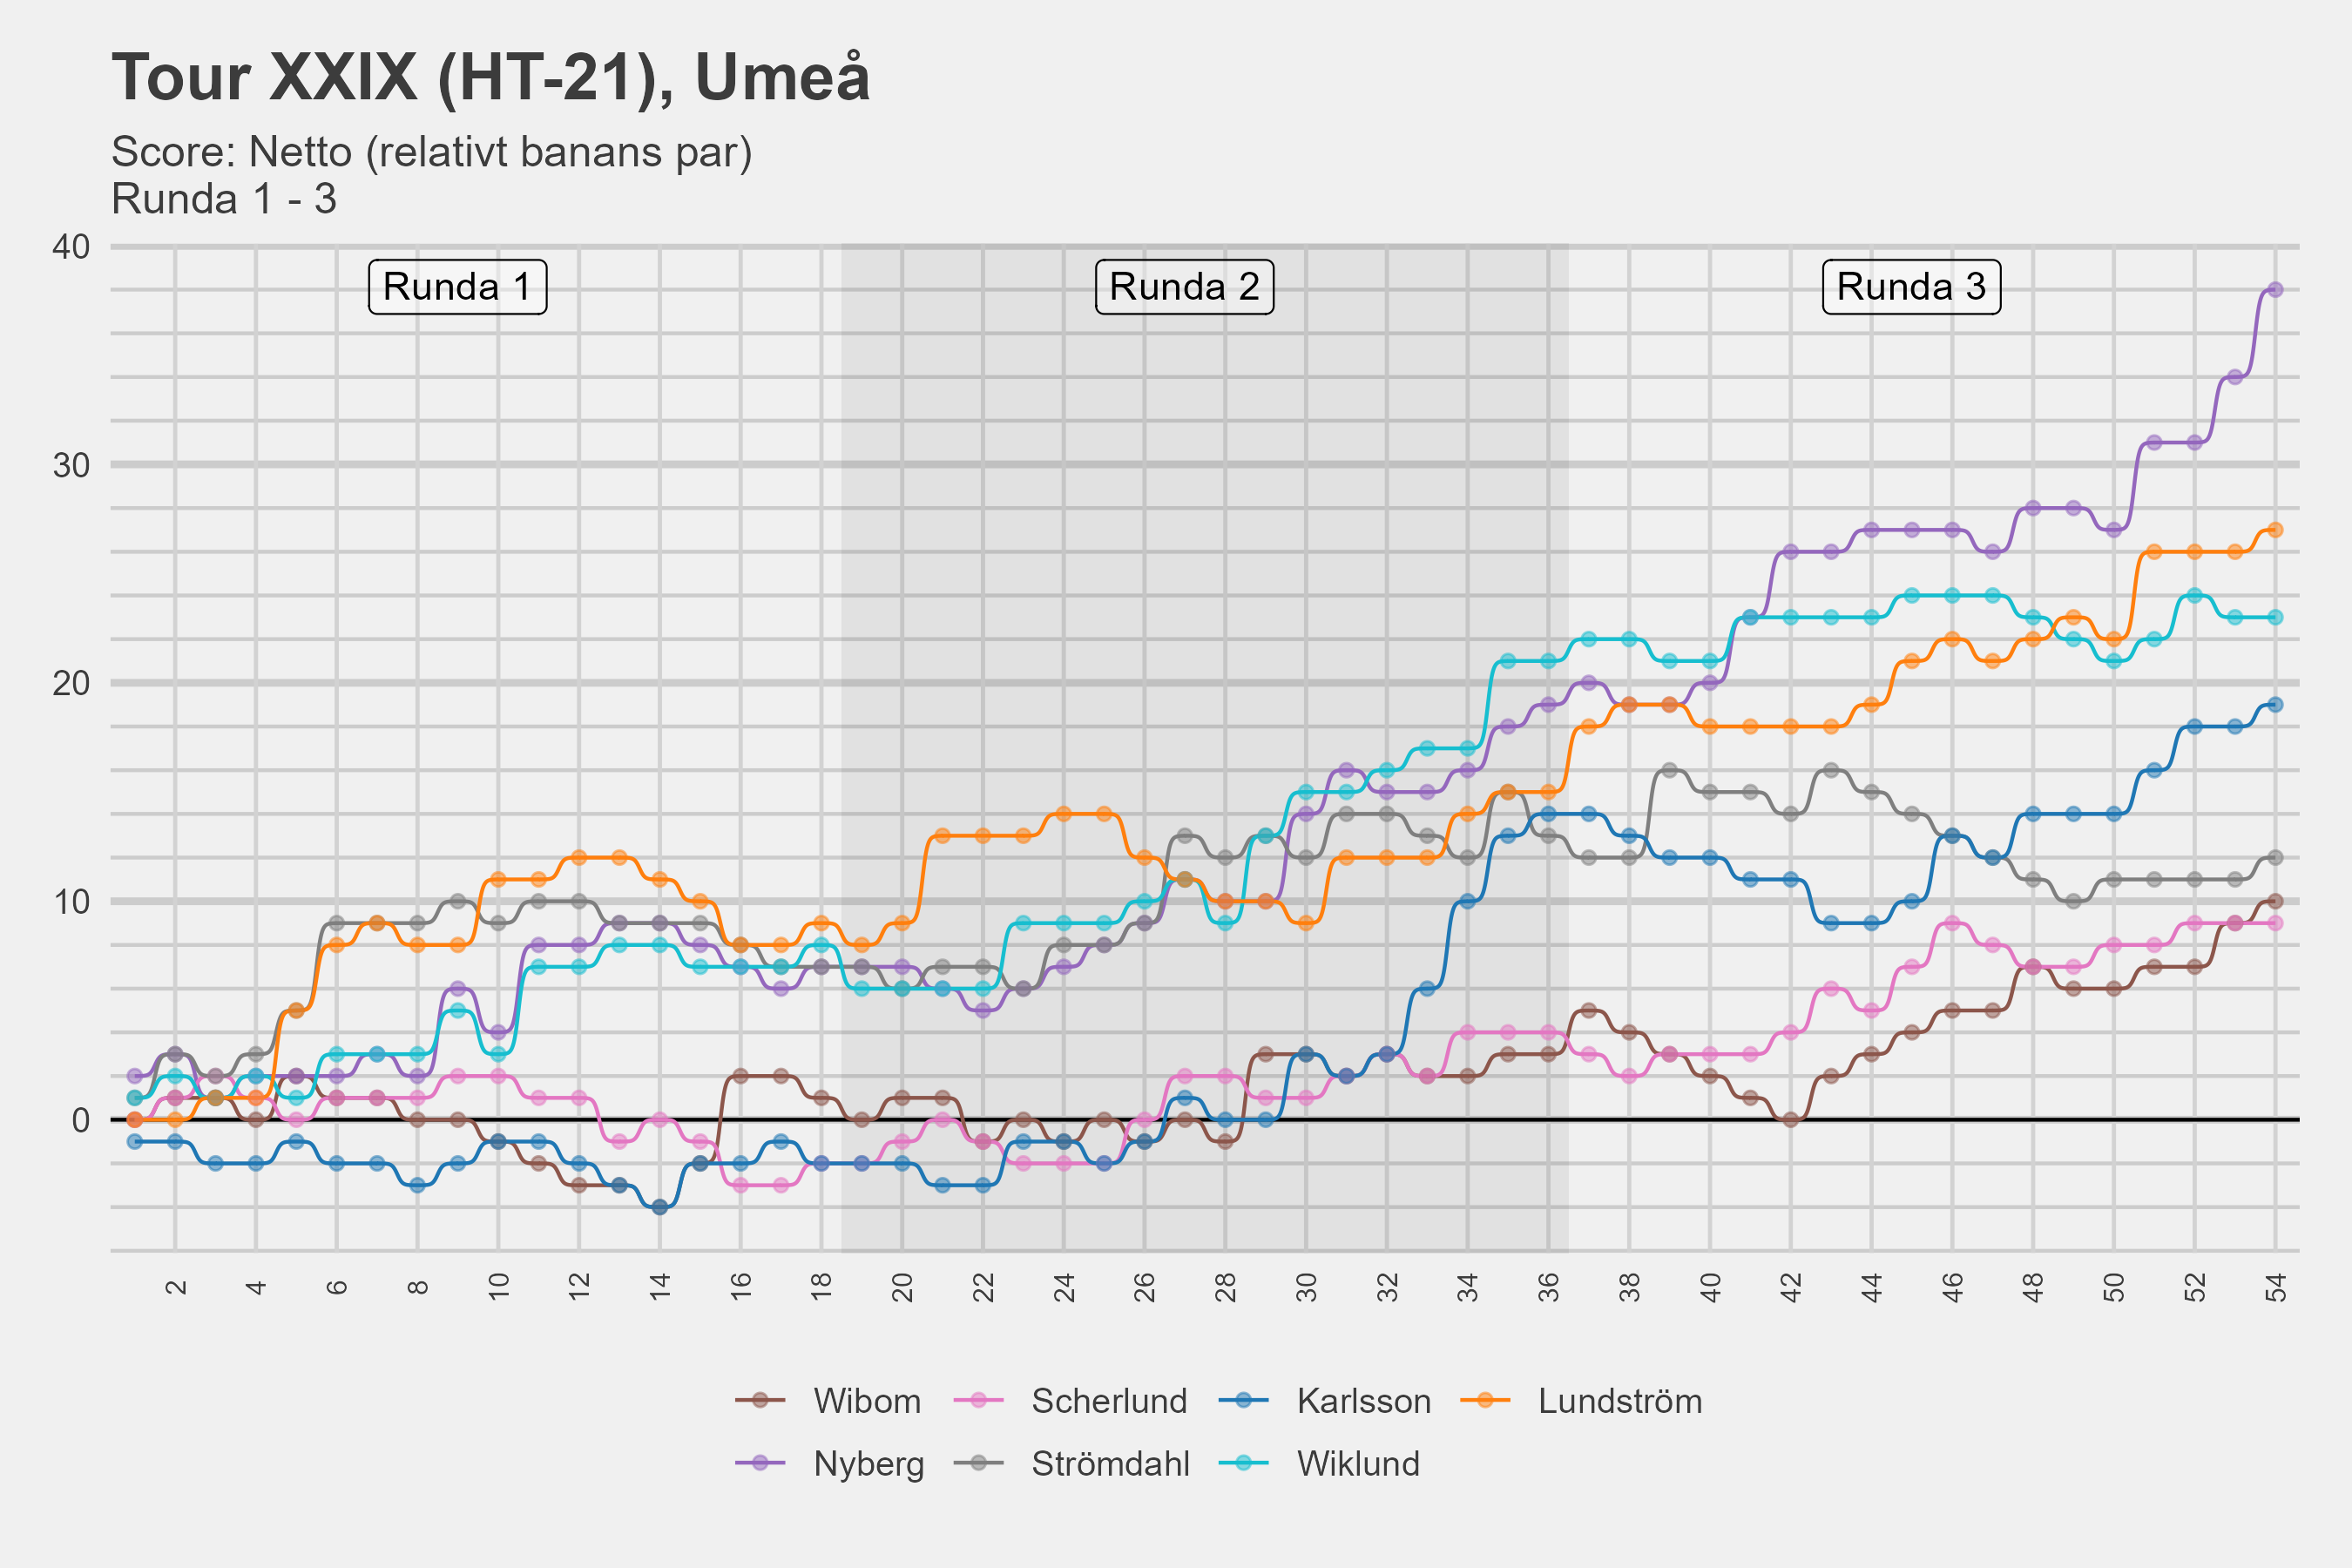 Tour XXIX (HT-21), Umeå
Score: Netto (relativt banans par)
Runda 1 - 3
40
Runda 1 Runda 2 Runda 3
30
20
10
0
2 4 6 8 10 12 14 16 18 20 22 24 26 28 30 32 34 36 38 40 42 44 46 48 50 52 54
Wibom Scherlund Karlsson Lundström
Nyberg Strömdahl Wiklund